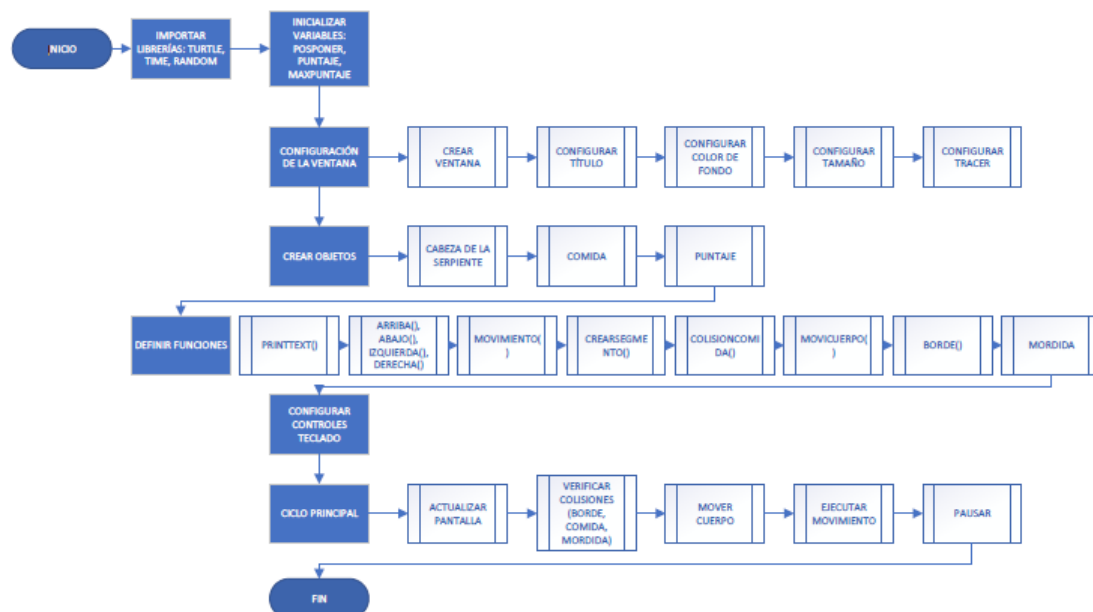 INICIO
IMPORTAR
LIBRERÍAS: TURTLE,
TIME, RANDOM
INICIALIZAR
VARIABLES:
POSPONER,
PUNTAJE,
MAXPUNTAJE
CONFIGURACIÓN
DE LA VENTANA
CREAR
VENTANA
CONFIGURAR
TÍTULO
CONFIGURAR
COLOR DE
FONDO
CONFIGURAR
TAMAÑO
CONFIGURAR
TRACER
CREAR OBJETOS
CABEZA DE LA
SERPIENTE
COMIDA
PUNTAJE
DEFINIR FUNCIONES
PRINTTEXT()
ARRIBA(),
ABAJO(),
IZQUIERDA(),
DERECHA()
MOVIMIENTO(
)
CREARSEGME
NTO()
COLISIONCOM
IDA()
MOVICUERPO(
)
BORDE()
MORDIDA
CONFIGURAR
CONTROLES
TECLADO
CICLO PRINCIPAL
ACTUALIZAR
PANTALLA
VERIFICAR
COLISIONES
(BORDE,
COMIDA,
MORDIDA)
MOVER
CUERPO
EJECUTAR
MOVIMIENTO
PAUSAR
FIN